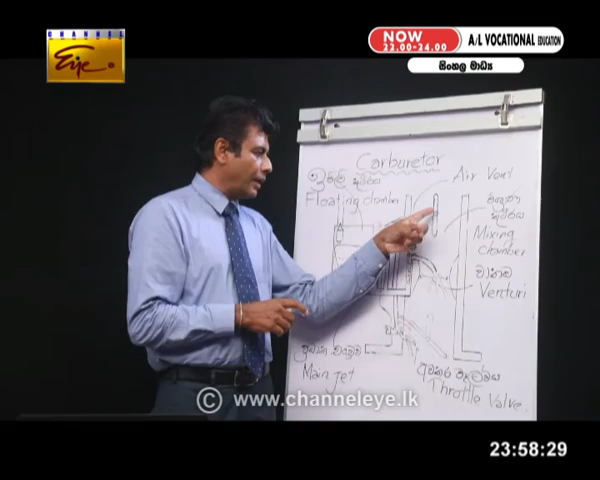 CHANNEL
Eye
NOW
22.00-24.00
A/L VOCATIONAL EDUCATION
සිංහල මාධ්‍ය
Carburetor
Air Vent
Floating chamber
Mixing
chamber
Venturi
Main jet
Throttle Valve.
© www.channeleye.lk
23:58:29